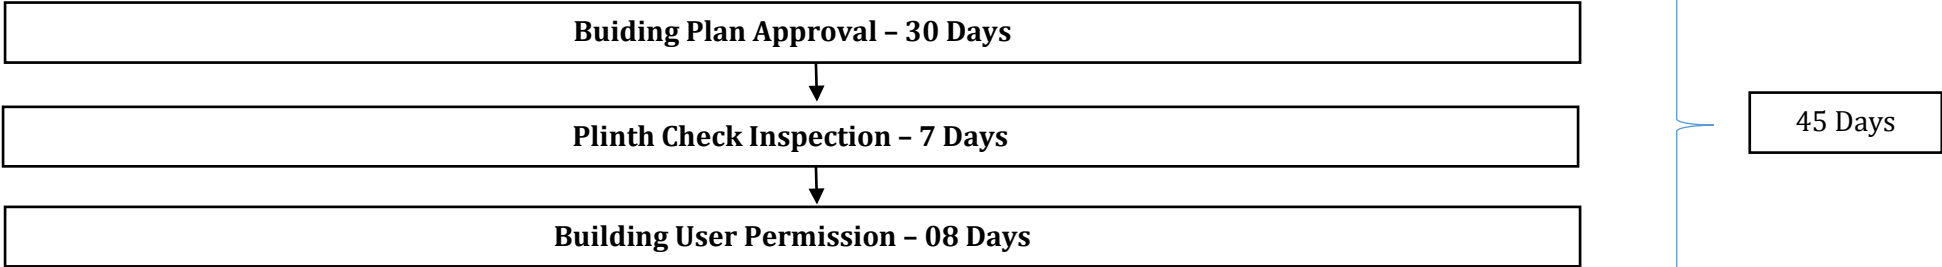 Buiding Plan Approval – 30 Days
Plinth Check Inspection – 7 Days
45 Days
Building User Permission – 08 Days